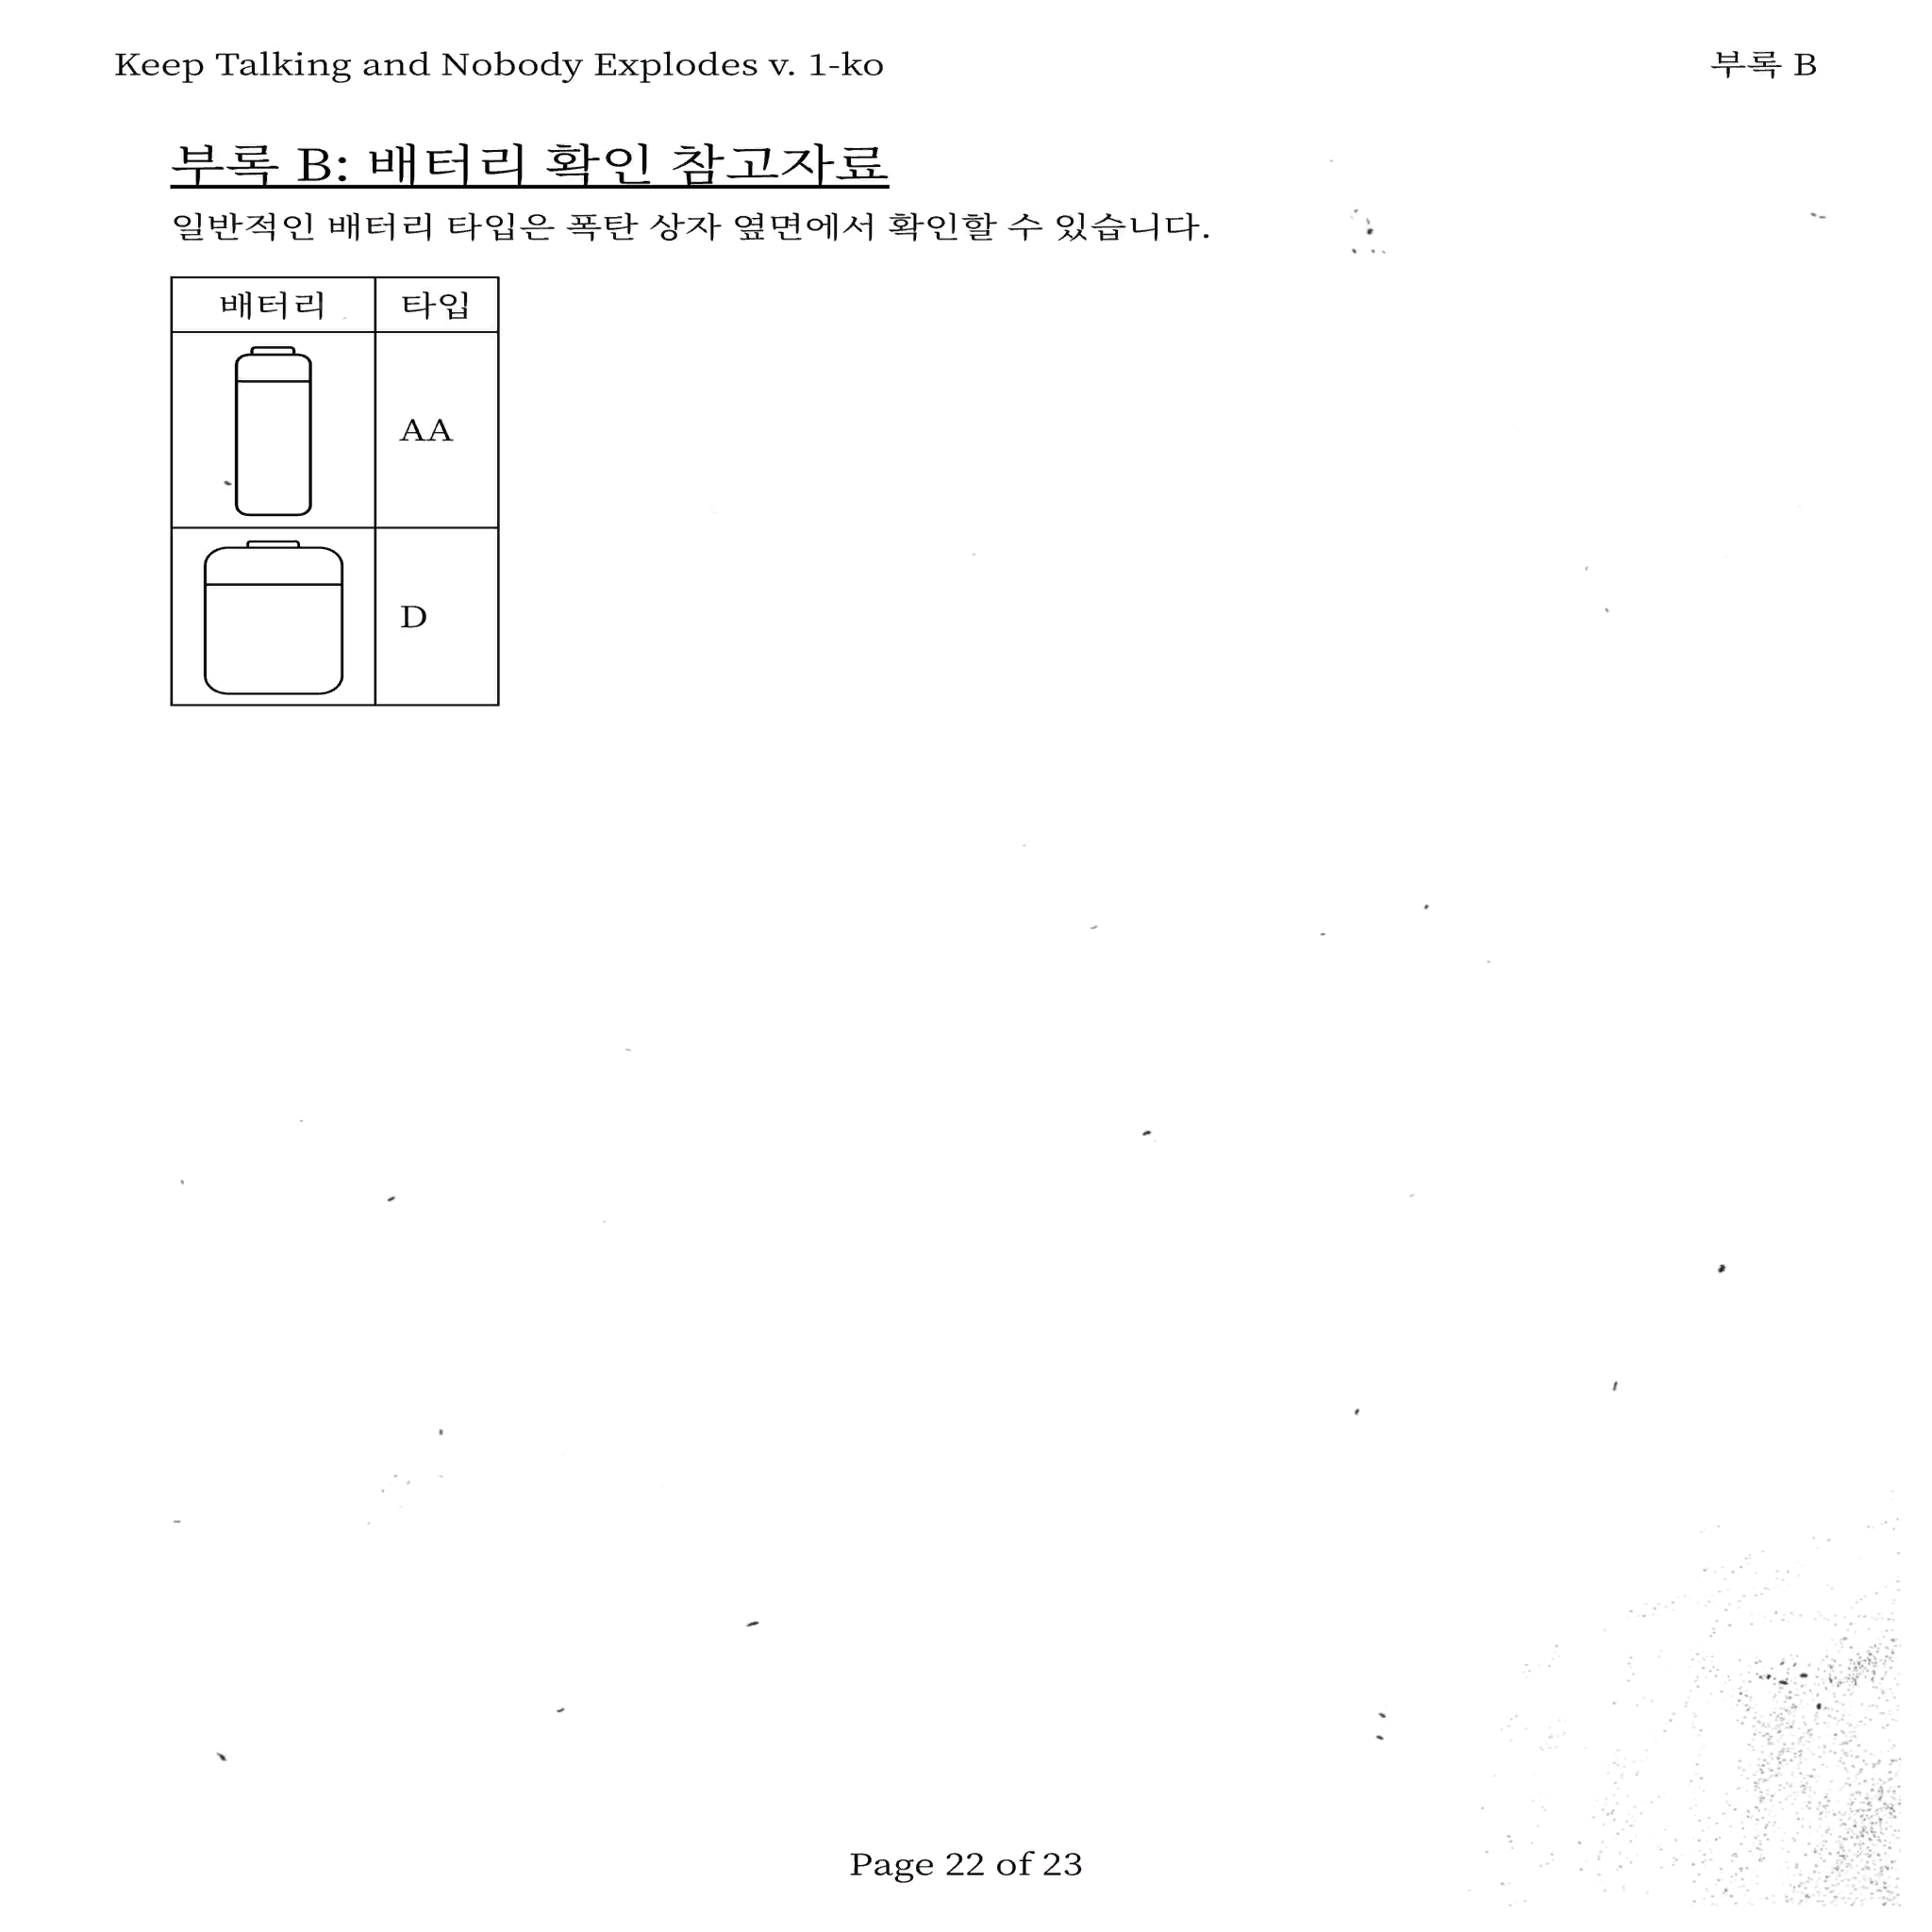 Keep Talking and Nobody Explodes v. 1-ko 부록 B
부록 B: 배터리 확인 참고자료
일반적인 배터리 타입은 폭탄 상자 옆면에서 확인할 수 있습니다.
배터리 타입
AA
D
Page 22 of 23